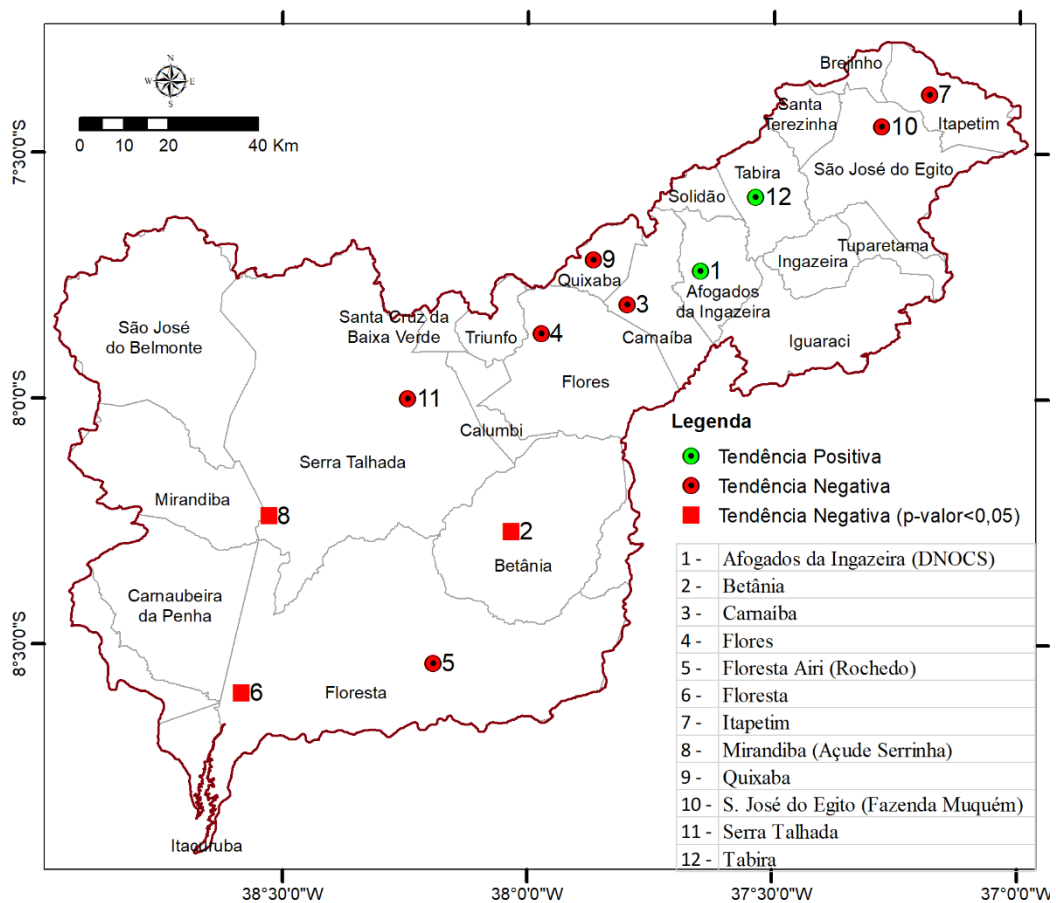 N
W E
S
0 10 20 40 Km
7°30'0"S
8°0'0"S
8°30'0"S
38°30'0"W
38°0'0"W
37°30'0"W
37°0'0"W
Brejinho
7
Itapetim
Santa
Terezinha
10
São José do Egito
Tabira
12
Solidão
Tuparetama
Ingazeira
9
Quixaba
1
Afogados
da Ingazeira
3
Carnaíba
Iguaraci
São José
do Belmonte
Santa Cruz da
Baixa Verde
Triunfo
4
Flores
11
Calumbi
Serra Talhada
Mirandiba
8
2
Betânia
Carnaubeira
da Penha
5
6
Floresta
Itacuruba
Legenda
Tendência Positiva
Tendência Negativa
Tendência Negativa (p-valor<0,05)
1 - Afogados da Ingazeira (DNOCS)
2 - Betânia
3 - Carnaíba
4 - Flores
5 - Floresta Airi (Rochedo)
6 - Floresta
7 - Itapetim
8 - Mirandiba (Açude Serrinha)
9 - Quixaba
10 - S. José do Egito (Fazenda Muquém)
11 - Serra Talhada
12 - Tabira